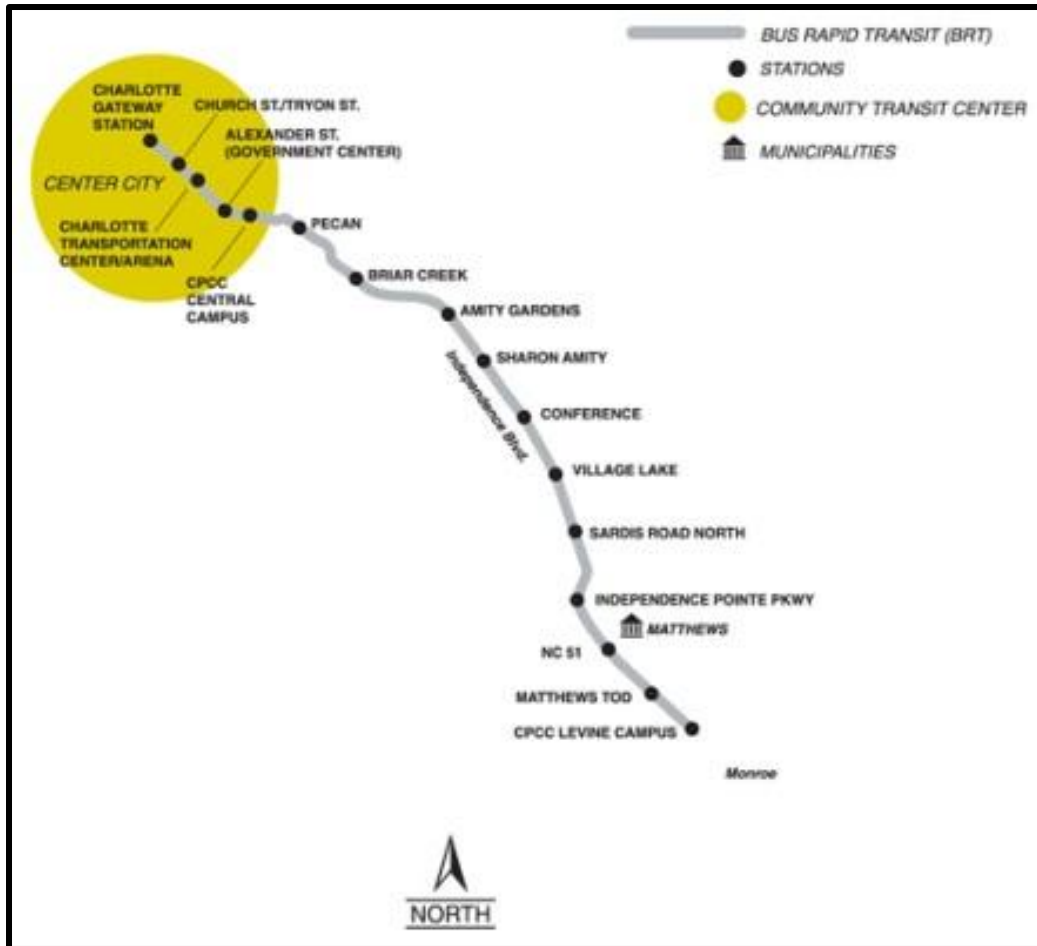 BUS RAPID TRANSIT (BRT)
STATIONS
COMMUNITY TRANSIT CENTER
MUNICIPALITIES
CHARLOTTE
GATEWAY
STATION
CHURCH ST./TRYON ST.
ALEXANDER ST.
(GOVERNMENT CENTER)
CENTER CITY
CHARLOTTE
TRANSPORTATION
CENTER/ARENA
CPCC
CENTRAL
CAMPUS
PECAN
BRIAR CREEK
AMITY GARDENS
SHARON AMITY
Independence Blvd.
CONFERENCE
VILLAGE LAKE
SARDIS ROAD NORTH
INDEPENDENCE POINTE PKWY
MATTHEWS
NC 51
MATTHEWS TOD
CPCC LEVINE CAMPUS
Monroe
NORTH